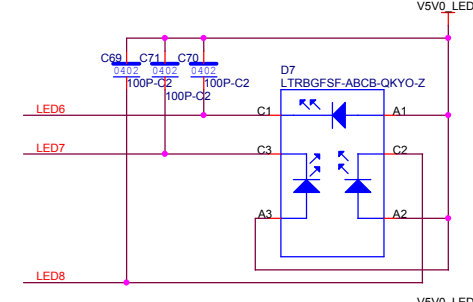 V5V0_LED
C69 C71 C70
0402 0402 0402
100P-C2 100P-C2
100P-C2
D7
LTRBGFSF-ABCB-QKYO-Z
LED6 C1 A1
LED7 C3 C2
A3 A2
LED8
V5V0_LED